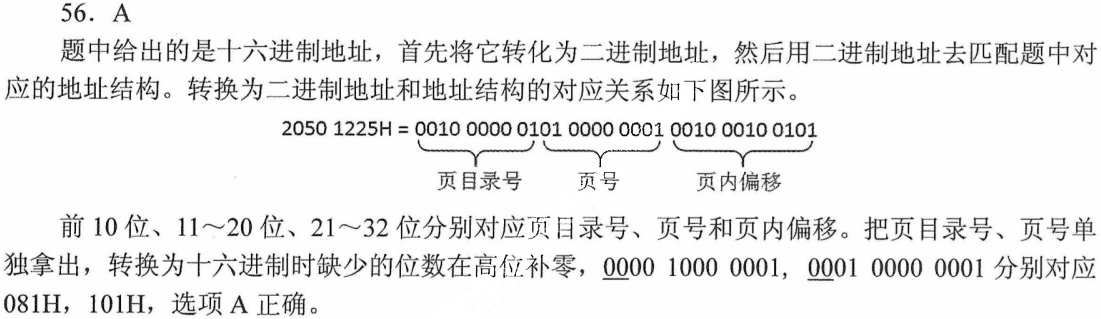 56．A
题中给出的是十六进制地址，首先将它转化为二进制地址，然后用二进制地址去匹配题中对
应的地址结构。转换为二进制地址和地址结构的对应关系如下图所示。
2050 1225H = 0010 0000 0101 0000 0001 0010 0010 0101
页目录号 页号 页内偏移
前 10 位、11～20 位、21～32 位分别对应页目录号、页号和页内偏移。把页目录号、页号单
独拿出，转换为十六进制时缺少的位数在高位补零，0000 1000 0001，0001 0000 0001 分别对应
081H，101H，选项 A 正确。